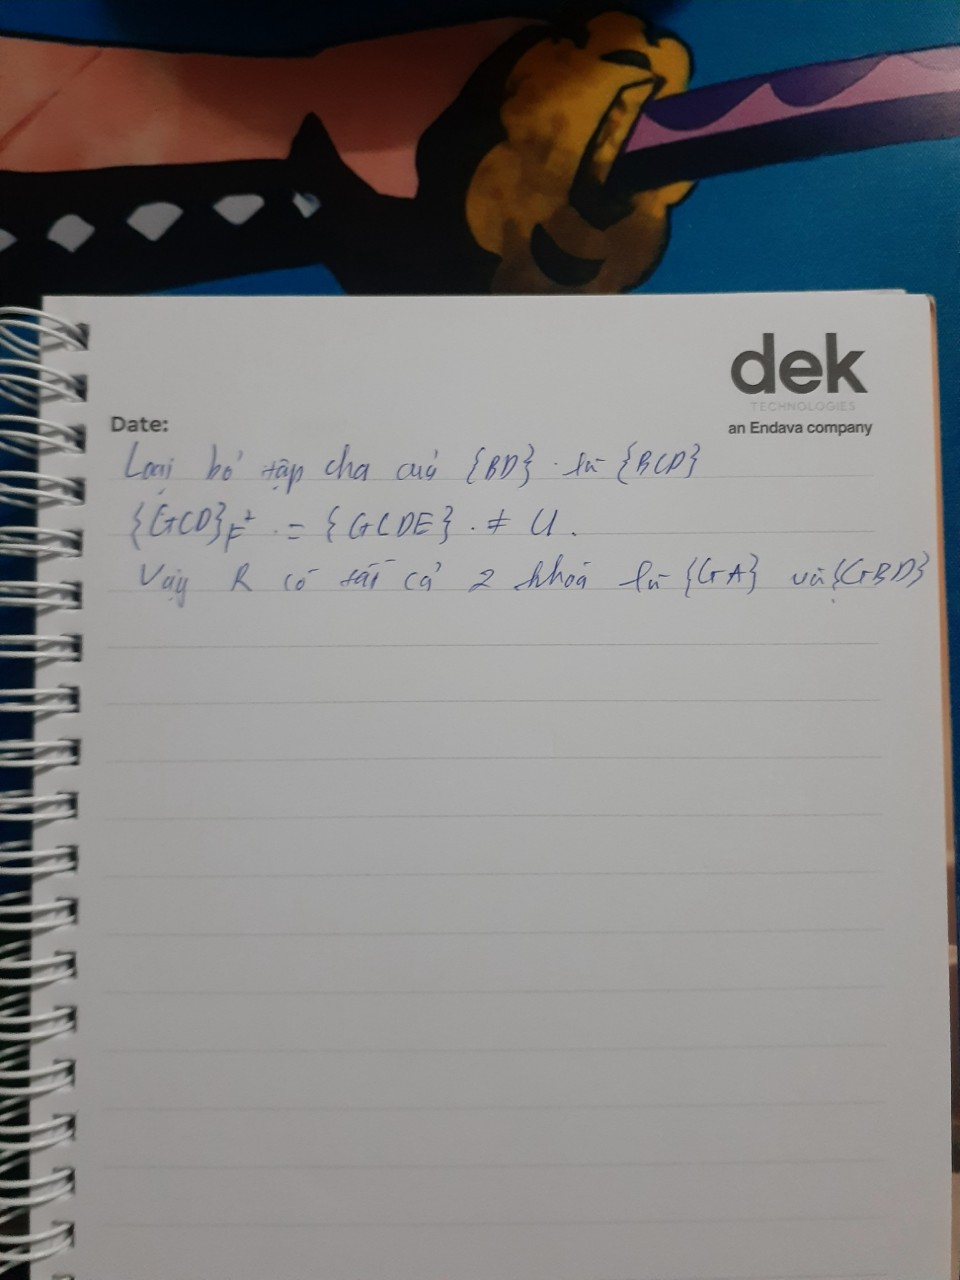 dek
TECHNOLOGIES
an Endava company
Date:
Loại bỏ tập cha của {BD} là {BCD}
{GCD}F+ = {GCDE} ≠ U.
Vậy R có tất cả 2 khoá là {GA} và {GBD}